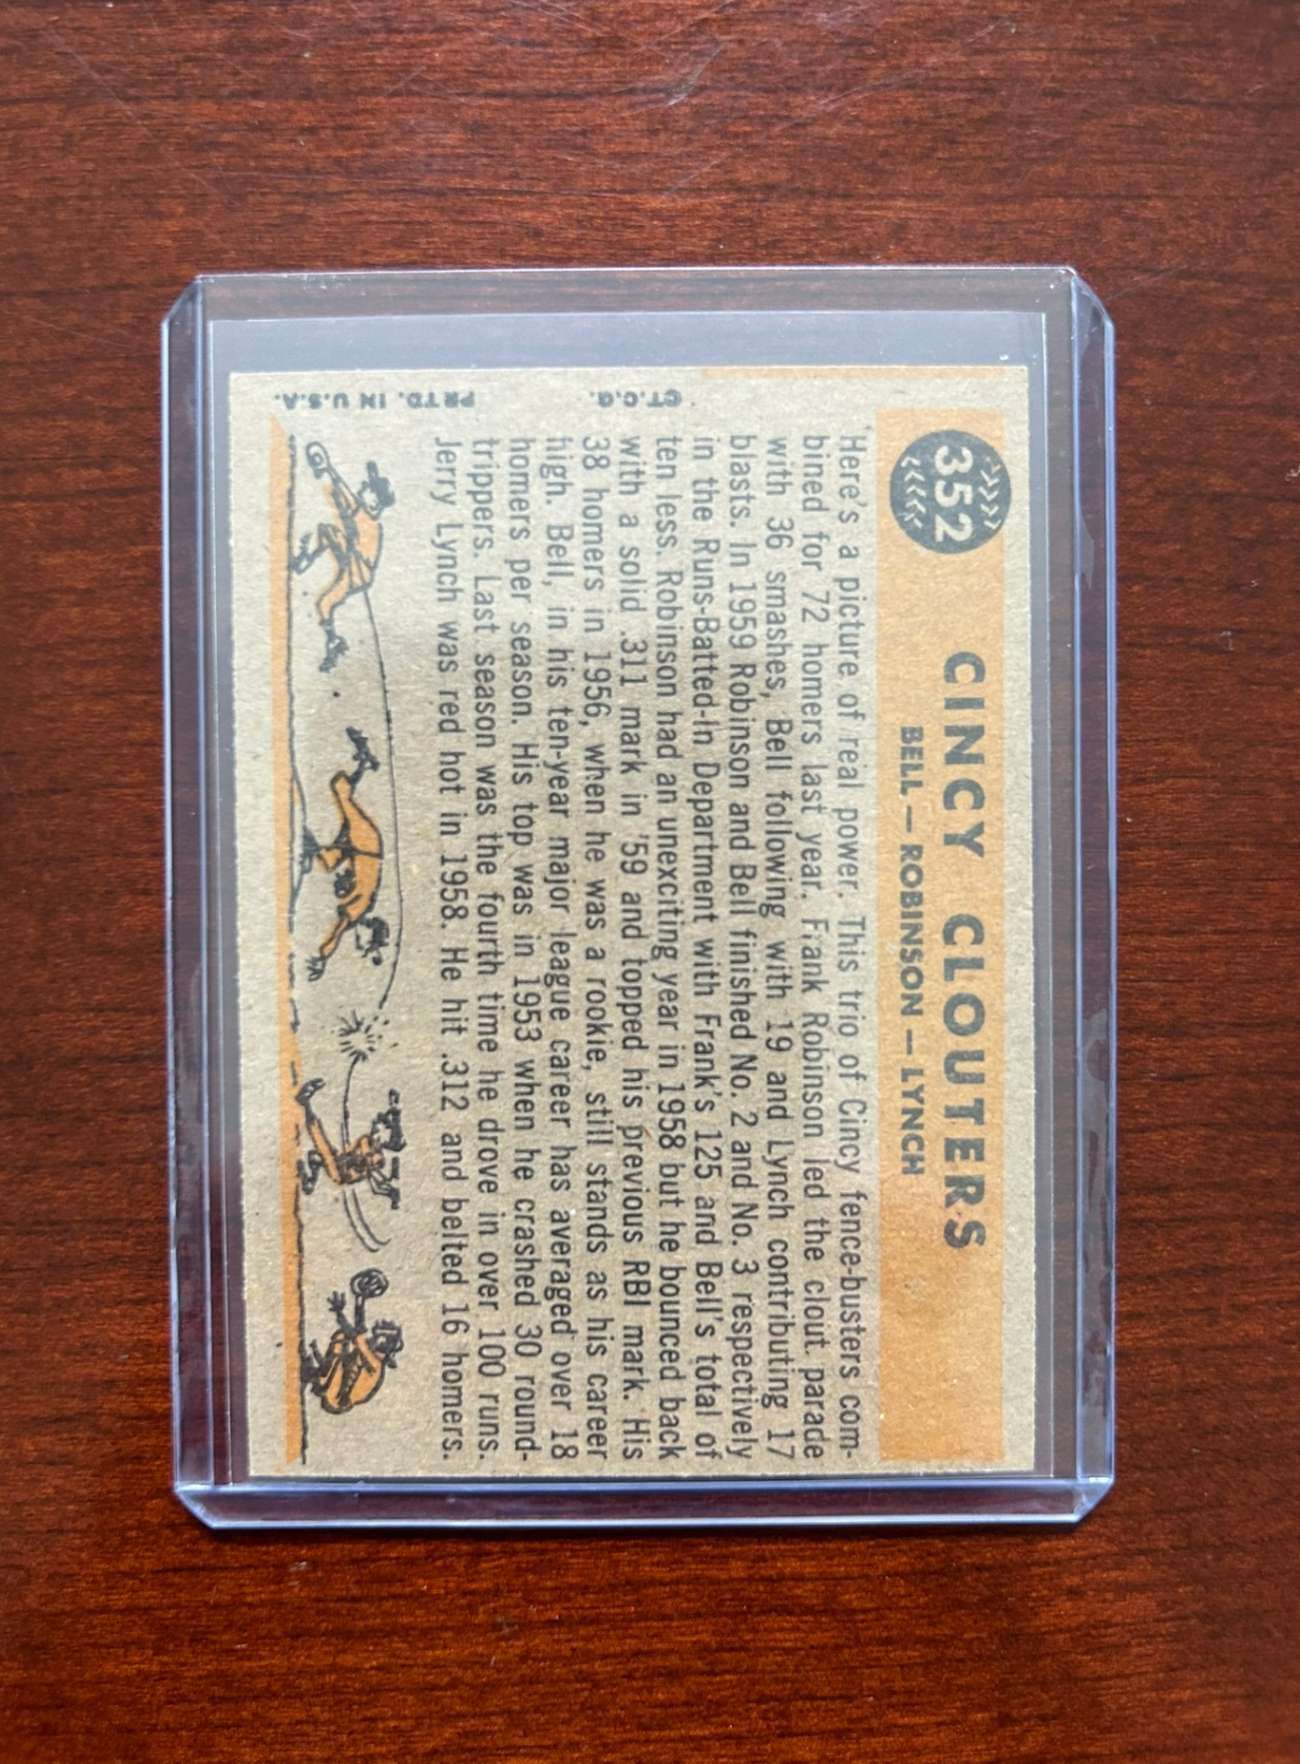 352
CINCY CLOUTERS
BELL — ROBINSON — LYNCH
Here's a picture of real power. This trio of Cincy fence-busters com-
bined for 72 homers last year. Frank Robinson led the clout parade
with 36 smashes, Bell following with 19 and Lynch contributing 17
blasts. In 1959 Robinson and Bell finished No. 2 and No. 3 respectively
in the Runs-Batted-In Department with Frank's 125 and Bell's total of
ten less. Robinson had an unexciting year in 1958 but he bounced back
with a solid .311 mark in '59 and topped his previous RBI mark. His
38 homers in 1956, when he was a rookie, still stands as his career
high. Bell, in his ten-year major league career has averaged over 18
homers per season. His top was in 1953 when he crashed 30 round-
trippers. Last season was the fourth time he drove in over 100 runs.
Jerry Lynch was red hot in 1958. He hit .312 and belted 16 homers.
©T.C.G. PRTD. IN U.S.A.